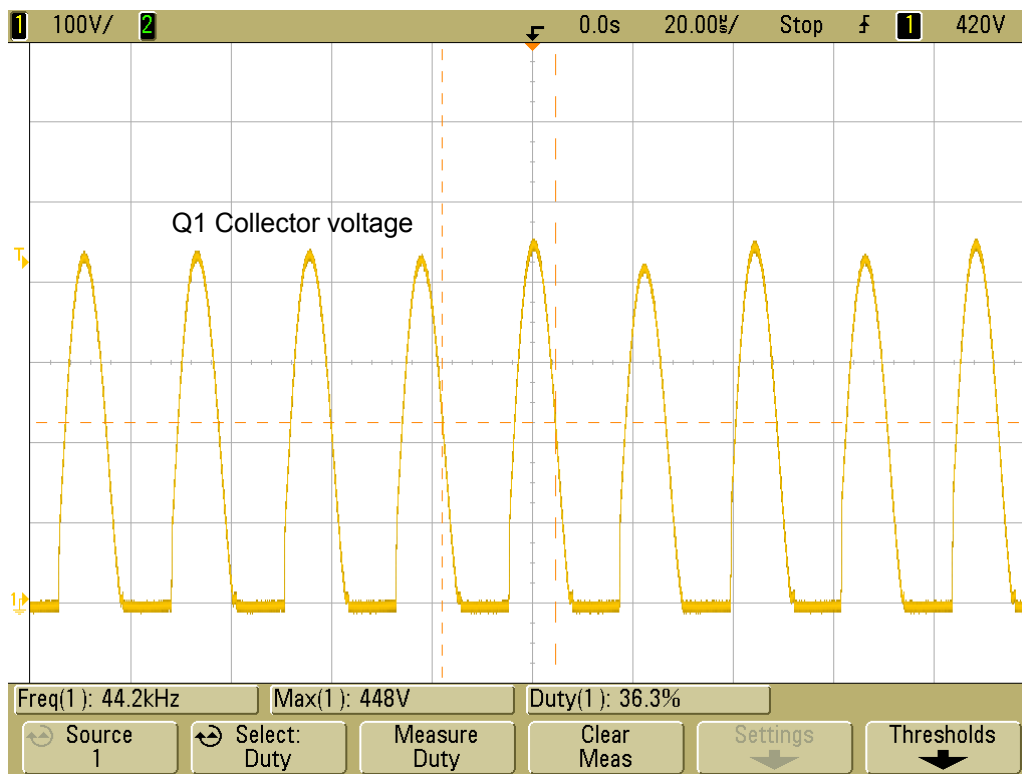 1 100V/ 2 0.0s 20.00㎲/ Stop 1 420V
Q1 Collector voltage
T
1
Freq(1): 44.2kHz Max(1): 448V Duty(1): 36.3%
Source Select: Measure Clear Settings Thresholds
1 Duty Duty Meas